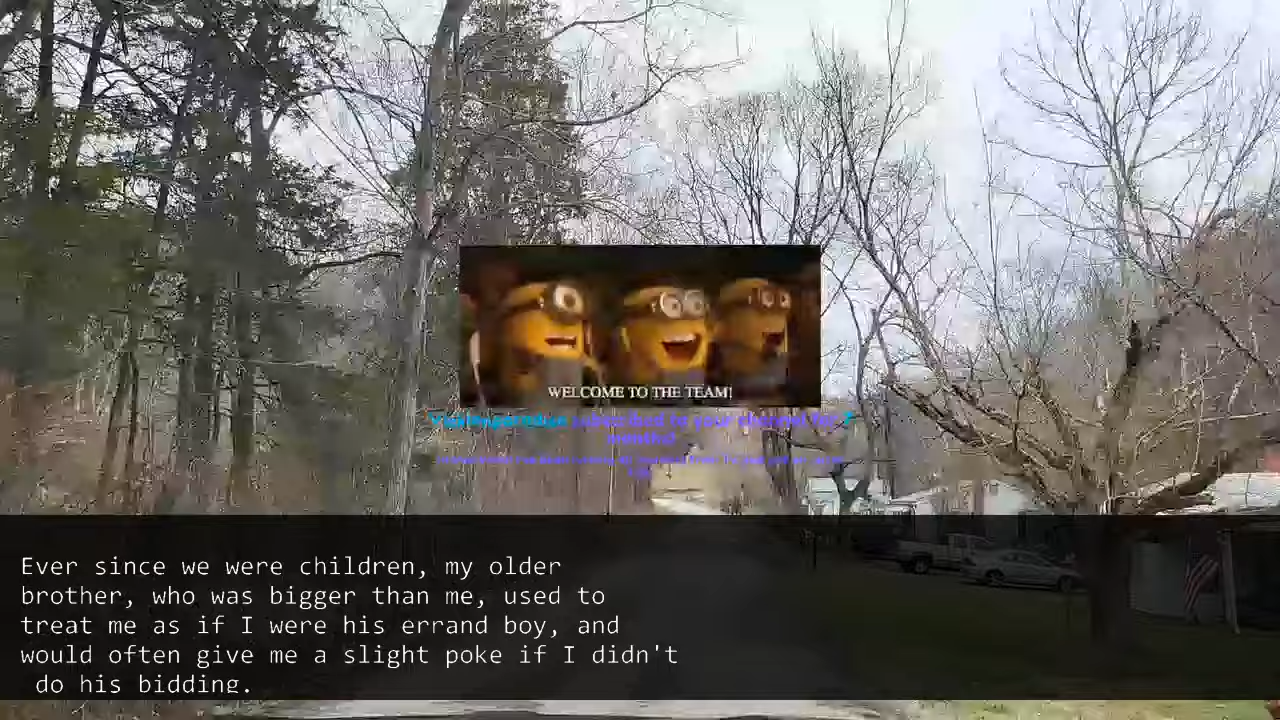 WELCOME TO THE TEAM!
subscribed to your channel for 7
months!
Ever since we were children, my older
brother, who was bigger than me, used to
treat me as if I were his errand boy, and
would often give me a slight poke if I didn't
do his bidding.